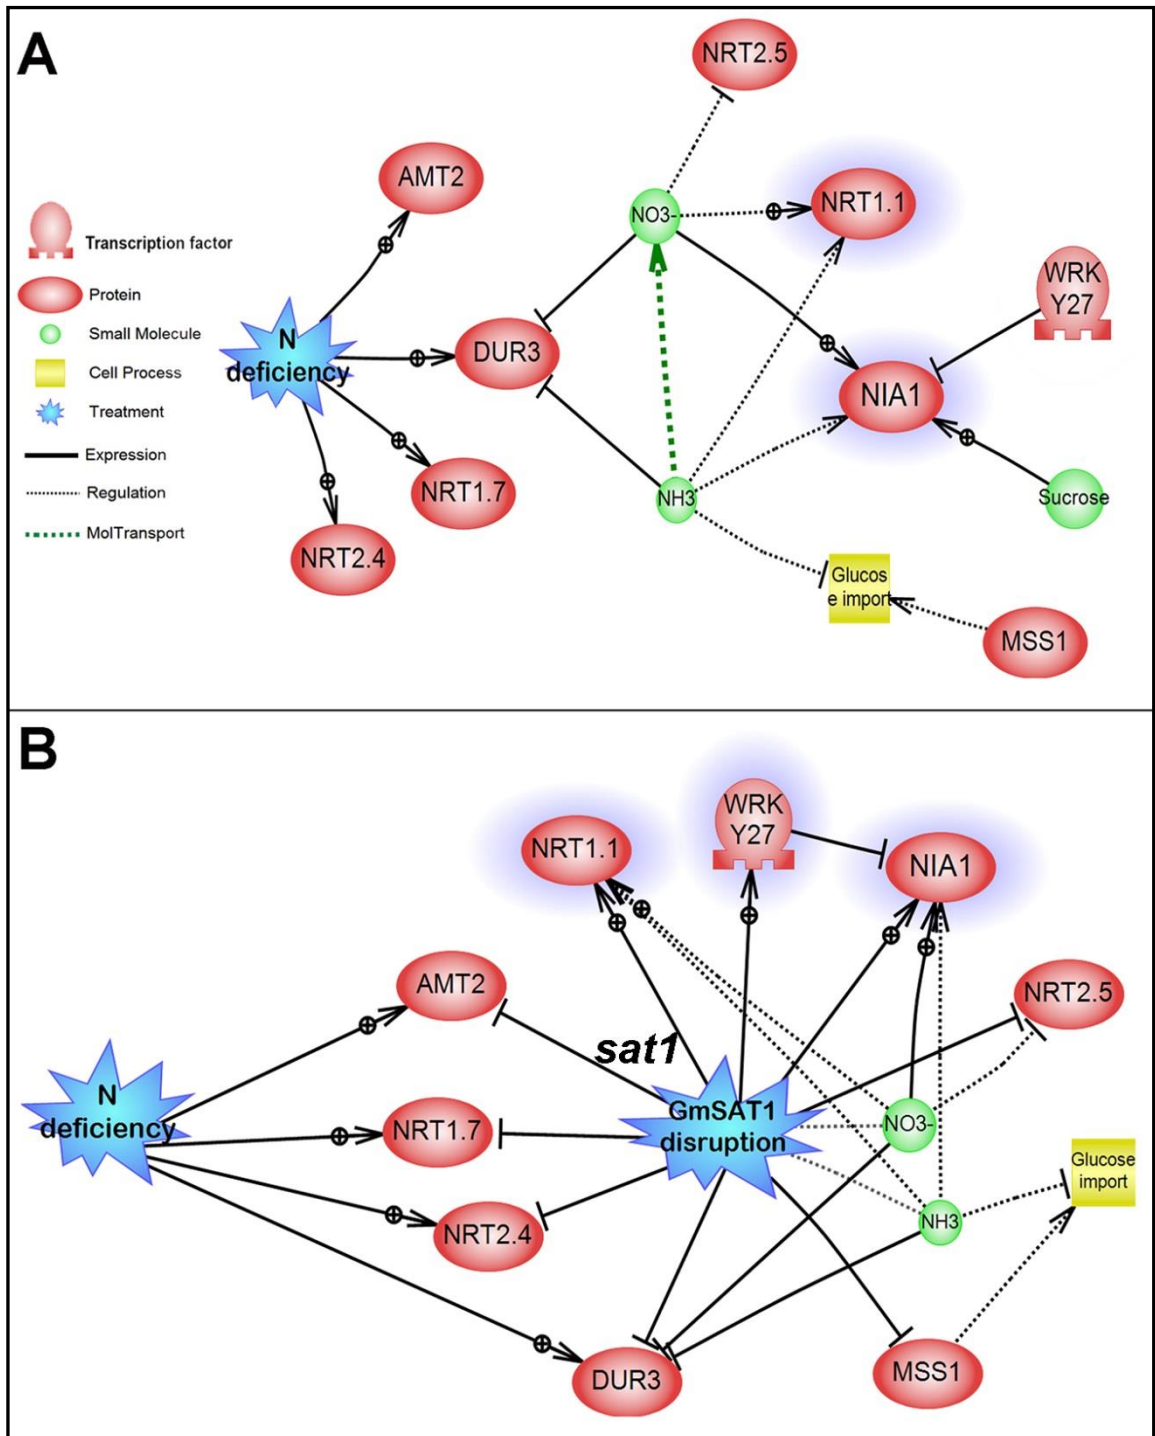 A
NRT2.5
AMT2
NO3-
NRT1.1
Transcription factor
WRK
Y27
Protein
Small Molecule
N
deficiency
DUR3
Cell Process
NIA1
Treatment
Expression
NRT1.7
NH3
Sucrose
Regulation
MolTransport
NRT2.4
Glucos
e import
MSS1
B
WRK
Y27
NRT1.1
NIA1
AMT2
NRT2.5
sat1
N
deficiency
GmSAT1
disruption
NO3-
NRT1.7
Glucose
import
NRT2.4
NH3
DUR3
MSS1